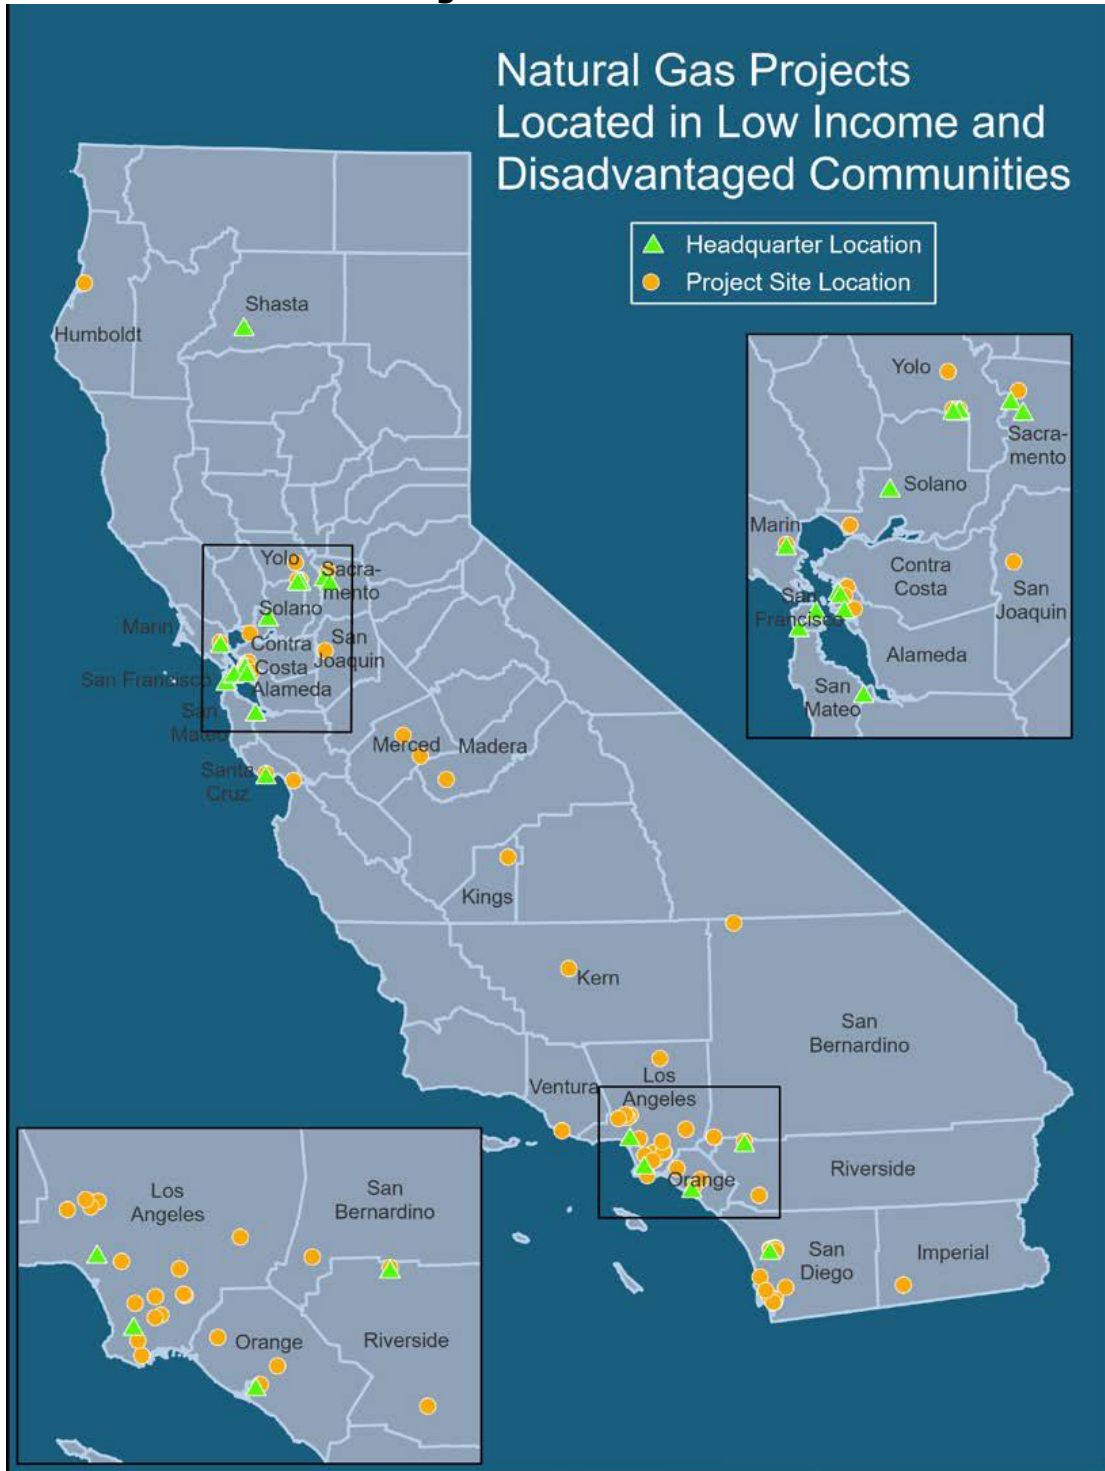 Natural Gas Projects
Located in Low Income and
Disadvantaged Communities
Headquarter Location
Project Site Location
Shasta
Humboldt
Yolo
Sacra-
mento
Solano
Marin
Contra
Costa
San
Joaquin
San Francisco
Alameda
San
Mateo
Santa
Cruz
Merced
Madera
Kings
Kern
San
Bernardino
Ventura
Los
Angeles
Orange
Riverside
San
Diego
Imperial
Yolo
Sacra-
mento
Solano
Marin
Contra
Costa
San
Joaquin
San
Francisco
Alameda
San
Mateo
Los
Angeles
San
Bernardino
Orange
Riverside